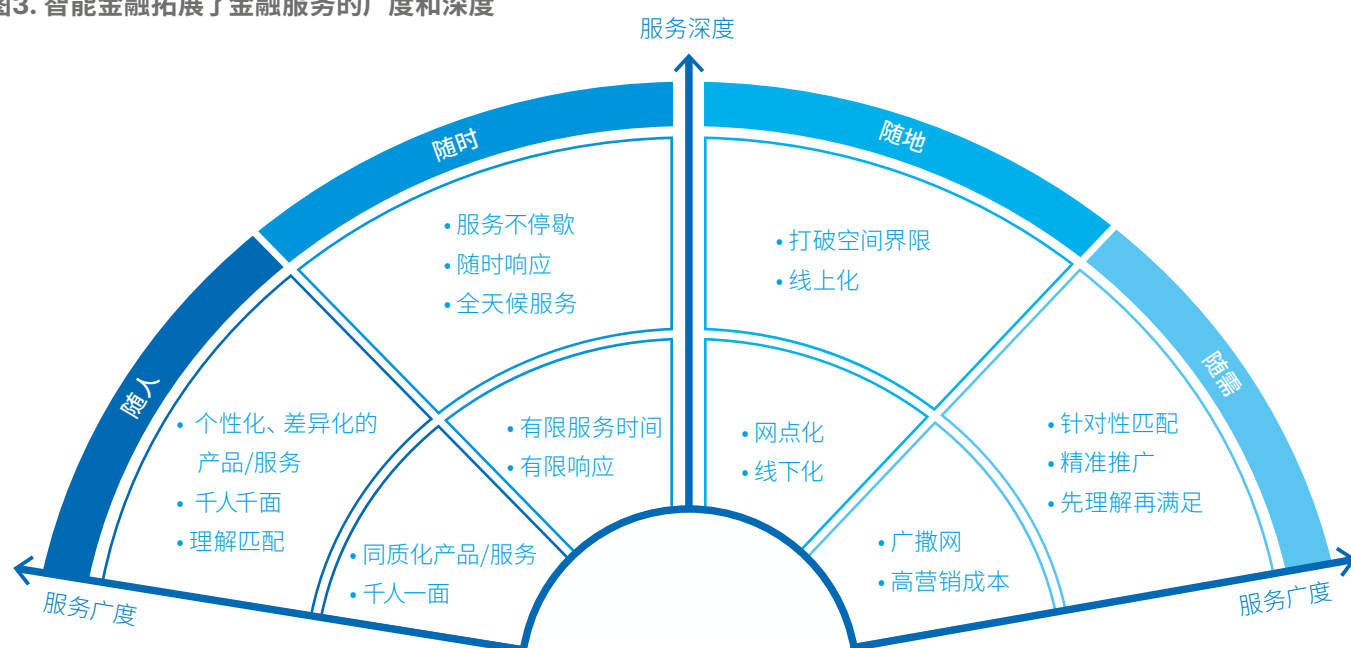 图3. 智能金融拓展了金融服务的广度和深度
服务深度
随时
随地
随人
随需
• 服务不停歇
• 随时响应
• 全天候服务
• 打破空间界限
• 线上化
• 个性化、差异化的
产品/服务
• 千人千面
• 理解匹配
• 有限服务时间
• 有限响应
• 网点化
• 线下化
• 针对性匹配
• 精准推广
• 先理解再满足
• 同质化产品/服务
• 千人一面
• 广撒网
• 高营销成本
服务广度
服务广度